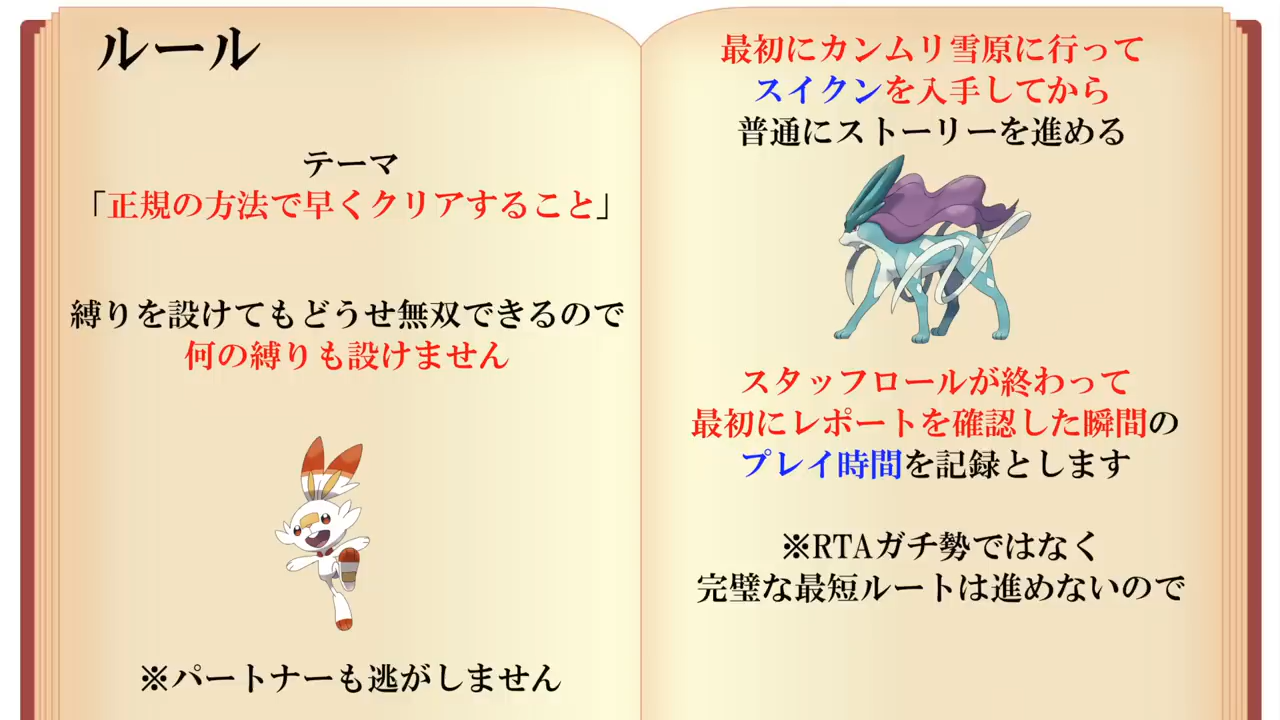 ルール
テーマ
「正規の方法で早くクリアすること」
縛りを設けてもどうせ無双できるので
何の縛りも設けません
※パートナーも逃がしません
最初にカンムリ雪原に行って
スイクンを入手してから
普通にストーリーを進める
スタッフロールが終わって
最初にレポートを確認した瞬間の
プレイ時間を記録とします
※RTAガチ勢ではなく
完璧な最短ルートは進めないので